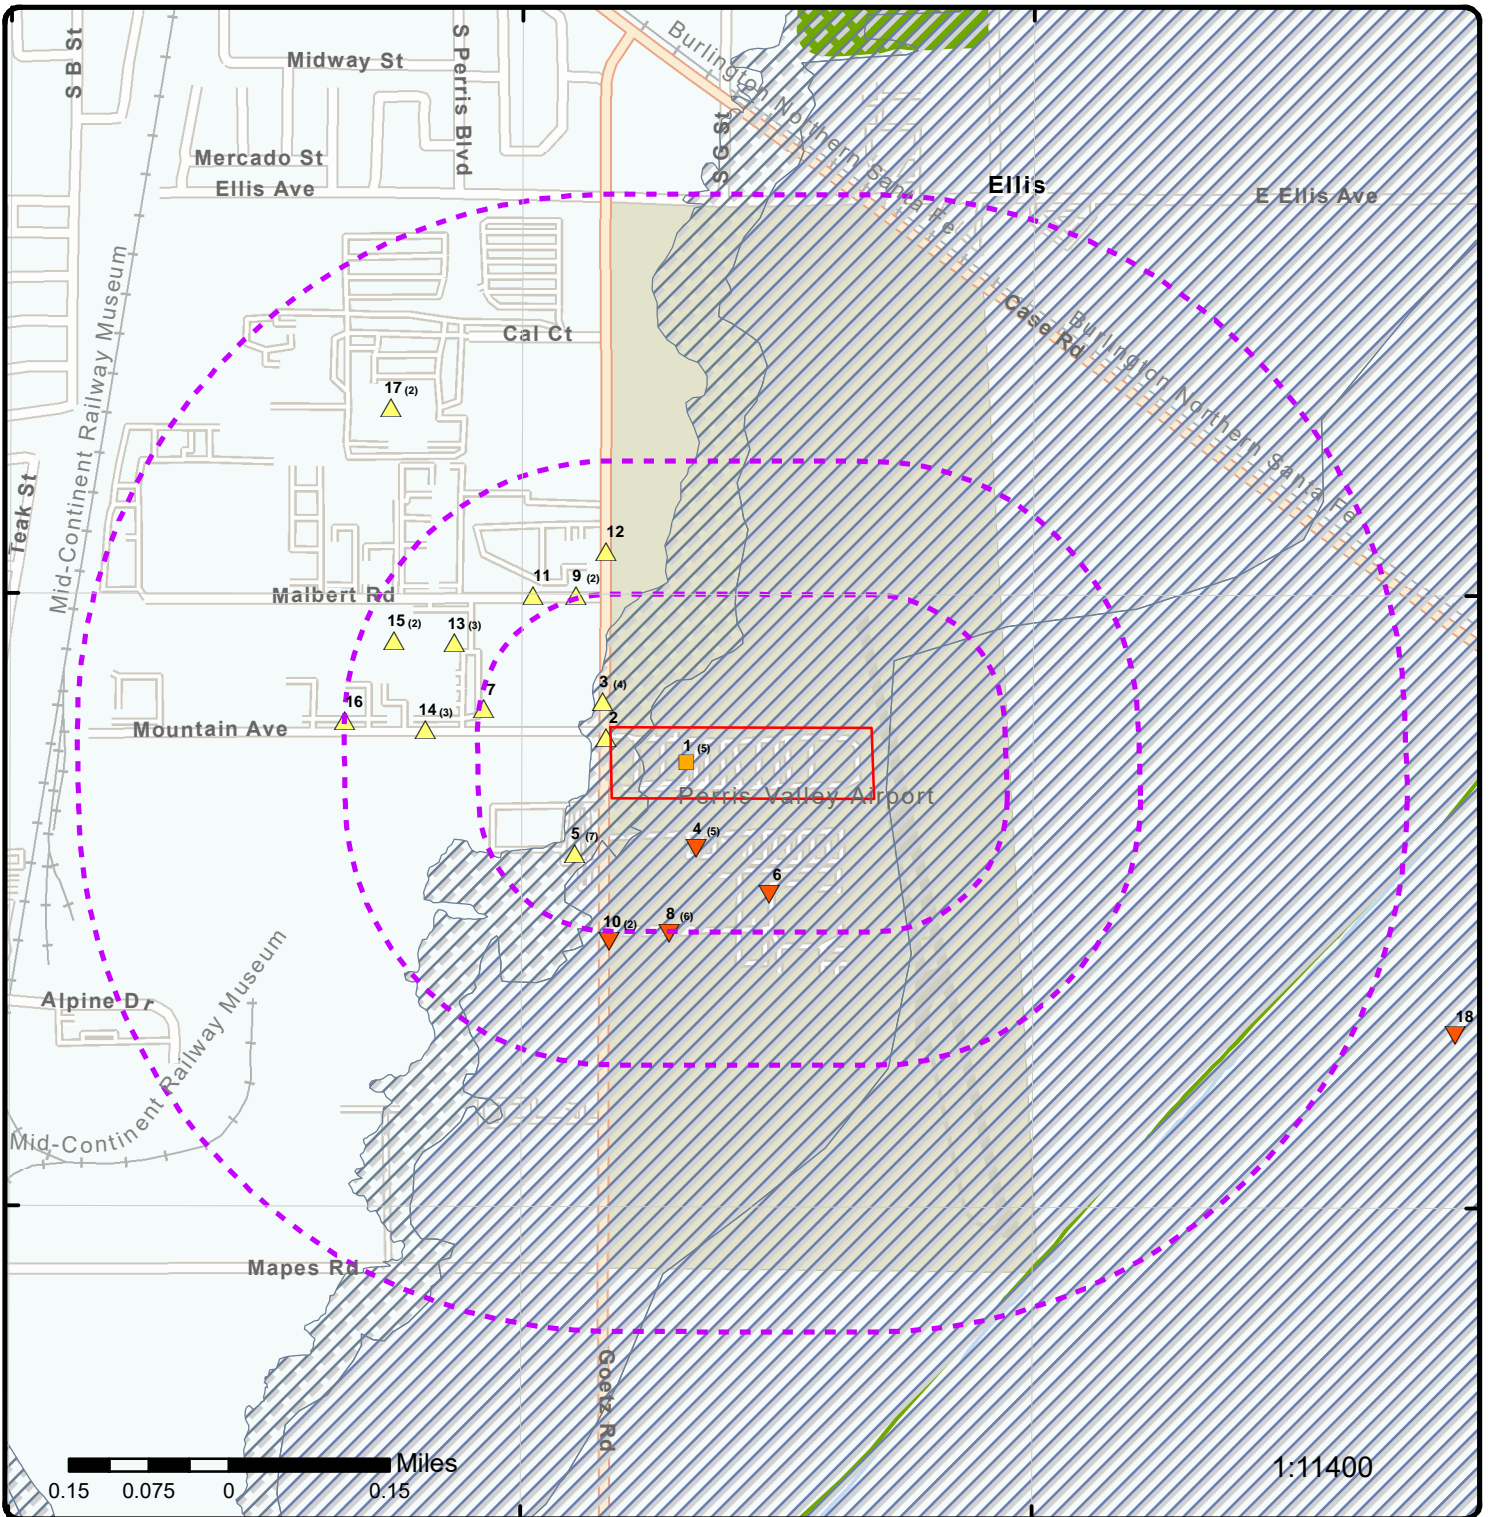 S B St
Midway St
S Perris Blvd
Burlington Northern Santa Fe
S G St
Mercado St
Ellis Ave
Ellis
E Ellis Ave
Mid-Continent Railway Museum
Cal Ct
Case Rd
Burlington Northern Santa Fe
17 (2)
Teak St
12
11
9 (2)
Malbert Rd
15 (2)
13 (3)
3 (4)
7
16
14 (3)
2
Mountain Ave
1 (5)
Perris Valley Airport
5 (7)
4 (5)
6
10 (2)
8 (6)
Alpine Dr
Mid-Continent Railway Museum
18
Mapes Rd
Goetz Rd
Miles
0.15 0.075 0 0.15
1:11400